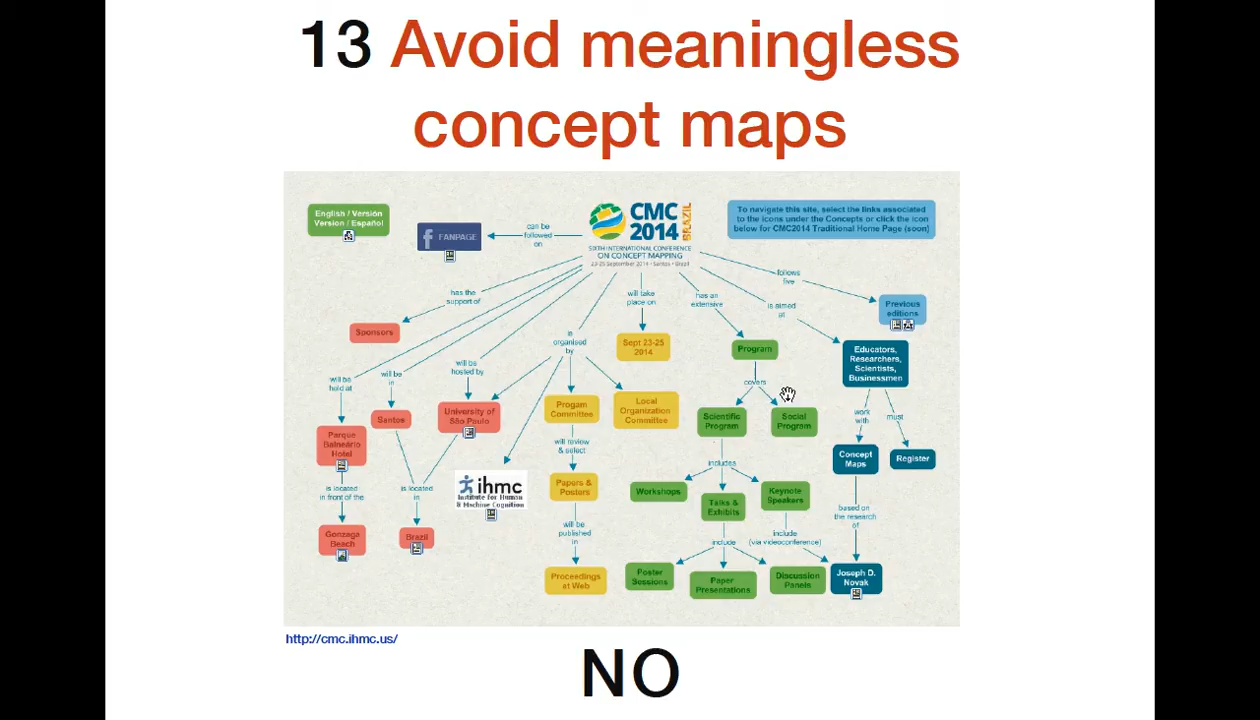 13 Avoid meaningless
concept maps
English / Versión
Version / Español
FANPAGE
can be
followed
on
CMC
2014
BRAZIL
SIXTH INTERNATIONAL CONFERENCE
ON CONCEPT MAPPING
23-25 September 2014 • Santos • Brazil
To navigate this site, select the links associated
to the icons under the Concepts or click the icon
below for CMC2014 Traditional Home Page (soon)
has the
support of
Sponsors
will take
place on
Sept 23-25
2014
has an
extensive
Program
follows
five
Previous
editions
is aimed
at
Educators,
Researchers,
Scientists,
Businessmen
in
organised
by
will be
held at
will be
in
will be
hosted by
covers
Parque
Balneário
Hotel
Santos
University of
São Paulo
Progam
Committee
Local
Organization
Committee
Scientific
Program
Social
Program
work
with
must
Concept
Maps
Register
will review
& select
includes
is located
in front of the
is located
in
ihmc
Institute for Human
& Machine Cognition
Papers &
Posters
Workshops
Talks &
Exhibits
Keynote
Speakers
based on
the research
of
Gonzaga
Beach
Brazil
will be
published
in
include
include
(via videoconference)
Proceedings
at Web
Poster
Sessions
Paper
Presentations
Discussion
Panels
Joseph D.
Novak
http://cmc.ihmc.us/
NO